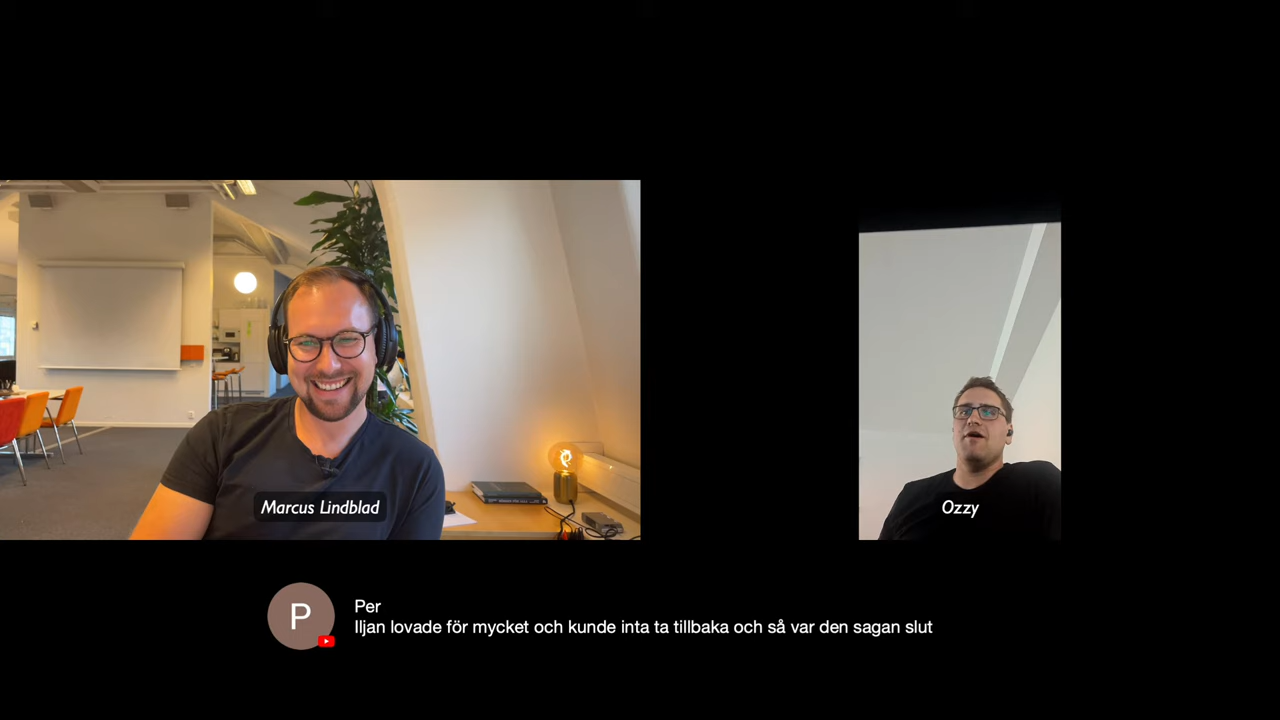 Marcus Lindblad
Ozzy
P
Per
Iljan lovade för mycket och kunde inta ta tillbaka och så var den sagan slut